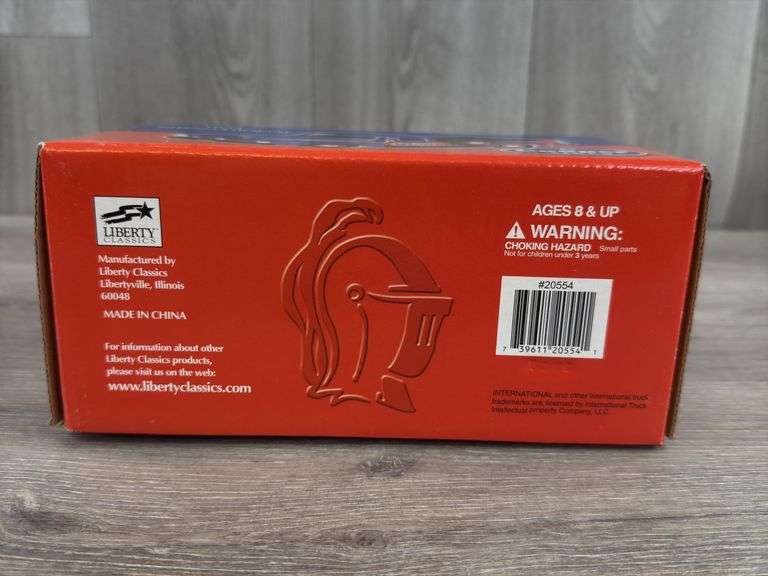 LIBERTY
CLASSICS
Manufactured by
Liberty Classics
Libertyville, Illinois
60048
MADE IN CHINA
For information about other
Liberty Classics products,
please visit us on the web:
www.libertyclassics.com
AGES 8 & UP
WARNING:
CHOKING HAZARD Small parts
Not for children under 3 years
#20554
7 39611 20554 1
INTERNATIONAL and other International truck
trademarks are licensed by International Truck
Intellectual property Company, LLC.